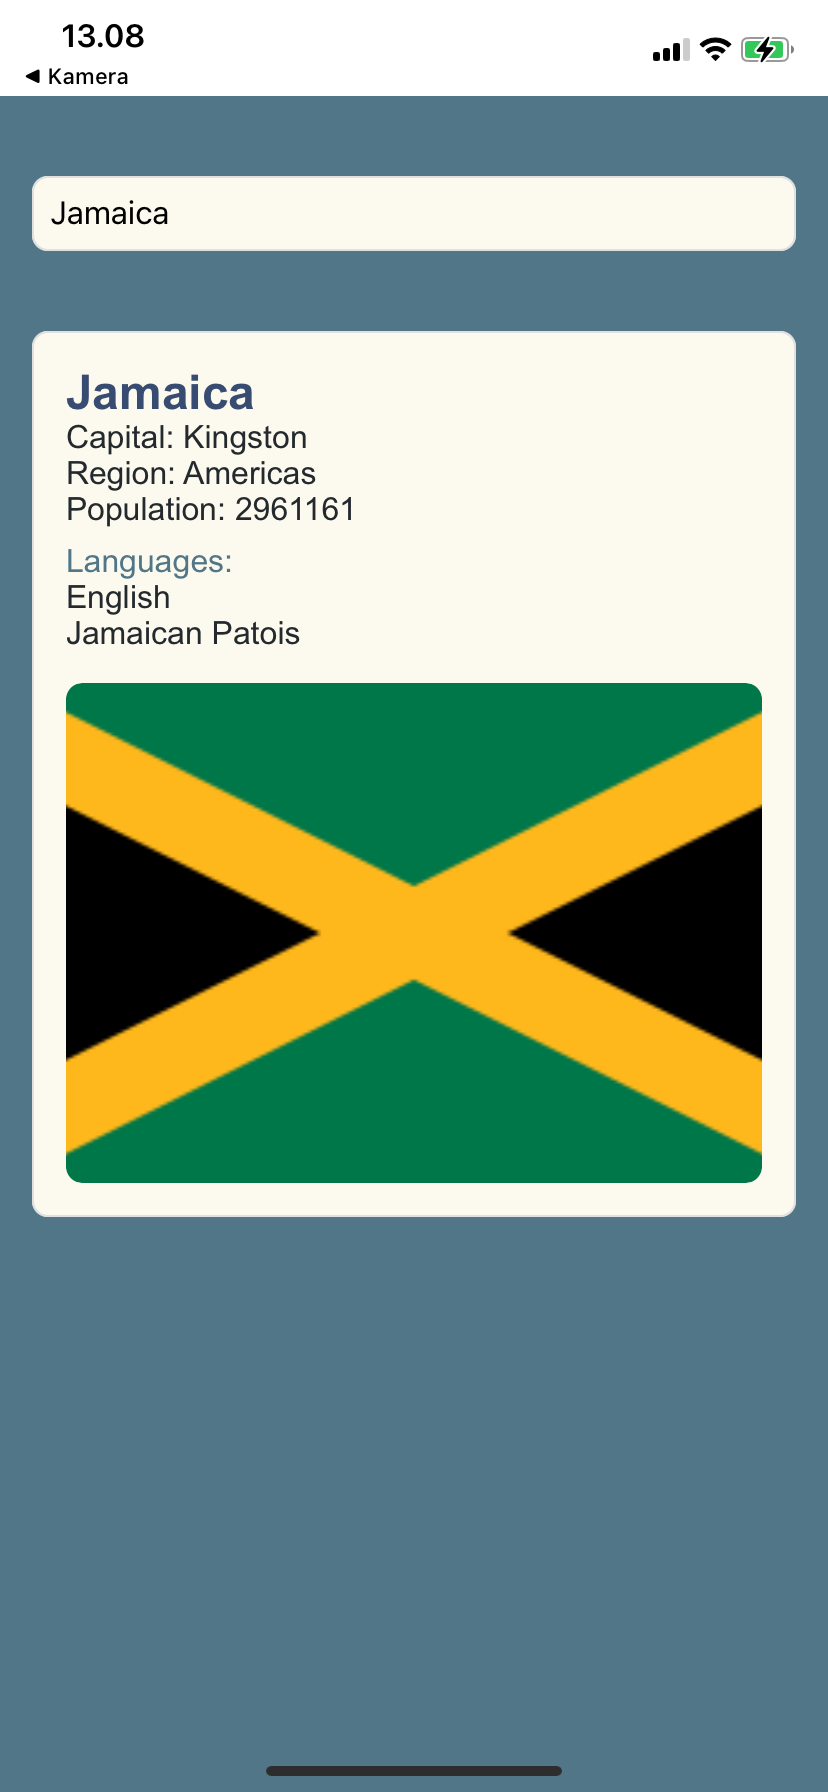 13.08
◀ Kamera
Jamaica
Jamaica
Capital: Kingston
Region: Americas
Population: 2961161
Languages:
English
Jamaican Patois